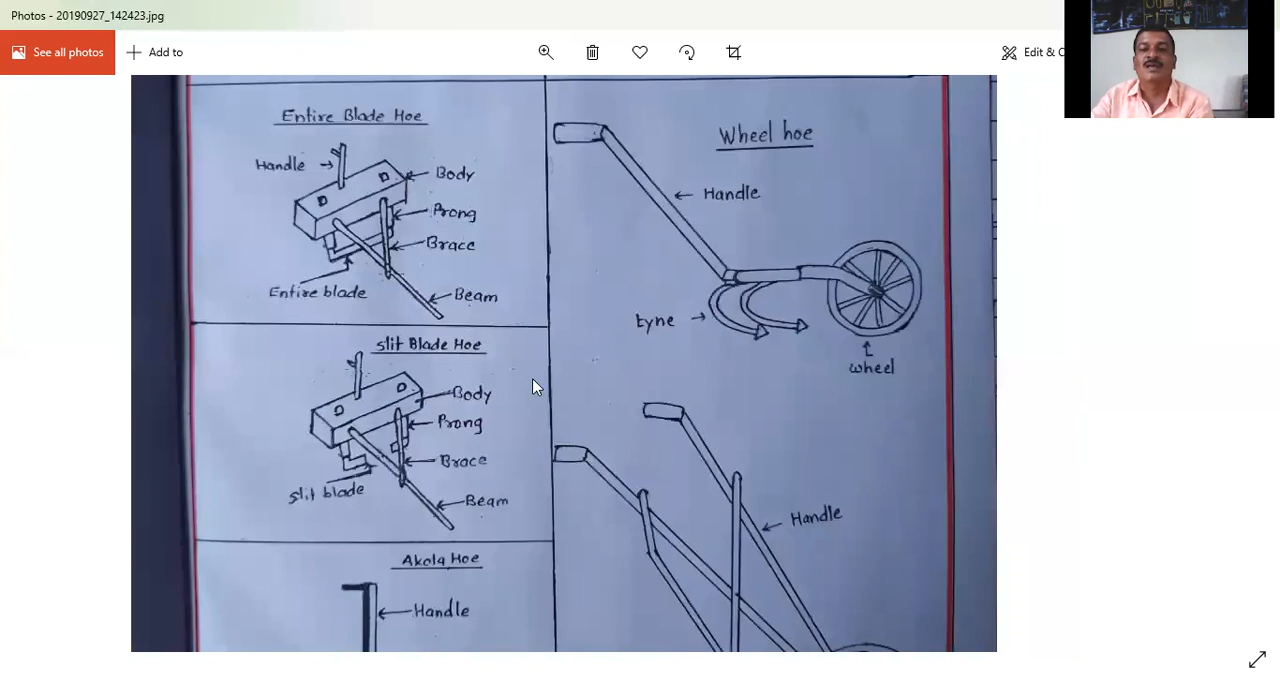 Photos - 20190927_142423.jpg
See all photos
Add to
Edit & C
Entire Blade Hoe
Handle
Body
Prong
Brace
Entire blade
Beam
slit Blade Hoe
Body
Prong
Brace
slit blade
Beam
Akola Hoe
Handle
Wheel hoe
Handle
tyne
wheel
Handle